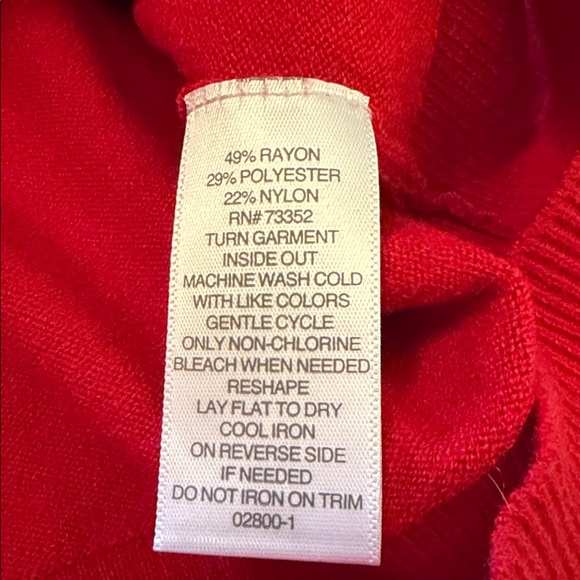 49% RAYON
29% POLYESTER
22% NYLON
RN# 73352
TURN GARMENT
INSIDE OUT
MACHINE WASH COLD
WITH LIKE COLORS
GENTLE CYCLE
ONLY NON-CHLORINE
BLEACH WHEN NEEDED
RESHAPE
LAY FLAT TO DRY
COOL IRON
ON REVERSE SIDE
IF NEEDED
DO NOT IRON ON TRIM
02800-1